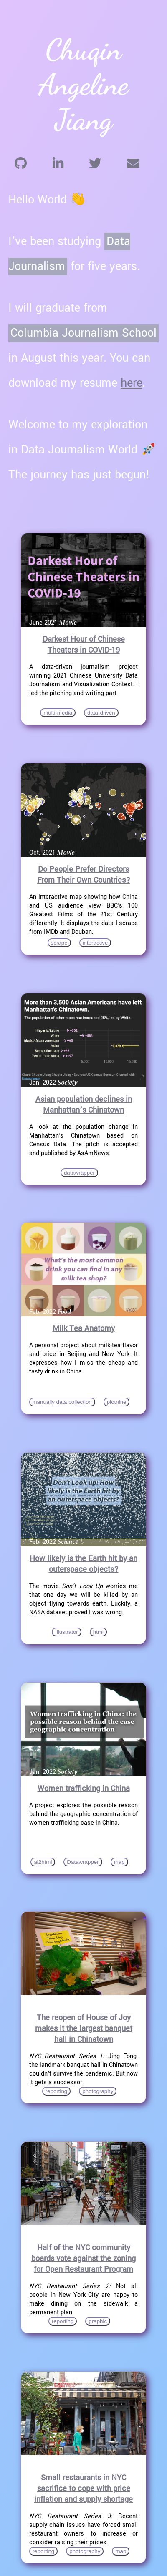 Chuqin
Angeline
Jiang
Hello World 👋
I've been studying Data
Journalism for five years.
I will graduate from
Columbia Journalism School
in August this year. You can
download my resume here
Welcome to my exploration
in Data Journalism World 🚀
The journey has just begun!
Darkest Hour of
Chinese Theaters in
COVID-19
June 2021 Movie
Darkest Hour of Chinese
Theaters in COVID-19
A data-driven journalism project
winning 2021 Chinese University Data
Journalism and Visualization Contest. I
led the pitching and writing part.
multi-media
data-driven
Oct. 2021 Movie
Do People Prefer Directors
From Their Own Countries?
An interactive map showing how China
and US audience view BBC's 100
Greatest Films of the 21st Century
differently. It displays the data I scrape
from IMDb and Douban.
scrape
interactive
More than 3,500 Asian Americans have left
Manhattan's Chinatown.
Jan. 2022 Society
Asian population declines in
Manhattan's Chinatown
A look at the population change in
Manhattan's Chinatown based on
Census Data. The pitch is accepted
and published by AsAmNews.
datawrapper
What's the most common
drink you can find in any
milk tea shop?
Milk Tea Anatomy
A personal project about milk-tea flavor
and price in Beijing and New York. It
expresses how I miss the cheap and
tasty drink in China.
manually data collection
plotnine
Don't Look Up: How
likely is the Earth hit by
an outerspace objects?
Feb. 2022 Science
How likely is the Earth hit by an
outerspace objects?
The movie Don't Look Up worries me
that one day we will be killed by an
object flying towards earth. Luckily, a
NASA dataset proved I was wrong.
illustrator
html
Women trafficking in China: the
possible reason behind the case
geographic concentration
Jan. 2022 Society
Women trafficking in China
A project explores the possible reason
behind the geographic concentration of
women trafficking case in China.
ai2html
Datawrapper
map
The reopen of House of Joy
makes it the largest banquet
hall in Chinatown
NYC Restaurant Series 1: Jing Fong,
the landmark banquat hall in Chinatown
couldn't survive the pandemic. But now
it gets a successor.
reporting
photography
Half of the NYC community
boards vote against the zoning
for Open Restaurant Program
NYC Restaurant Series 2: Not all
people in New York City are happy to
make dining on the sidewalk a
permanent plan.
reporting
graphic
Small restaurants in NYC
sacrifice to cope with price
inflation and supply shortage
NYC Restaurant Series 3: Recent
supply chain issues have forced small
restaurant owners to increase or
consider raising their prices.
reporting
photography
map